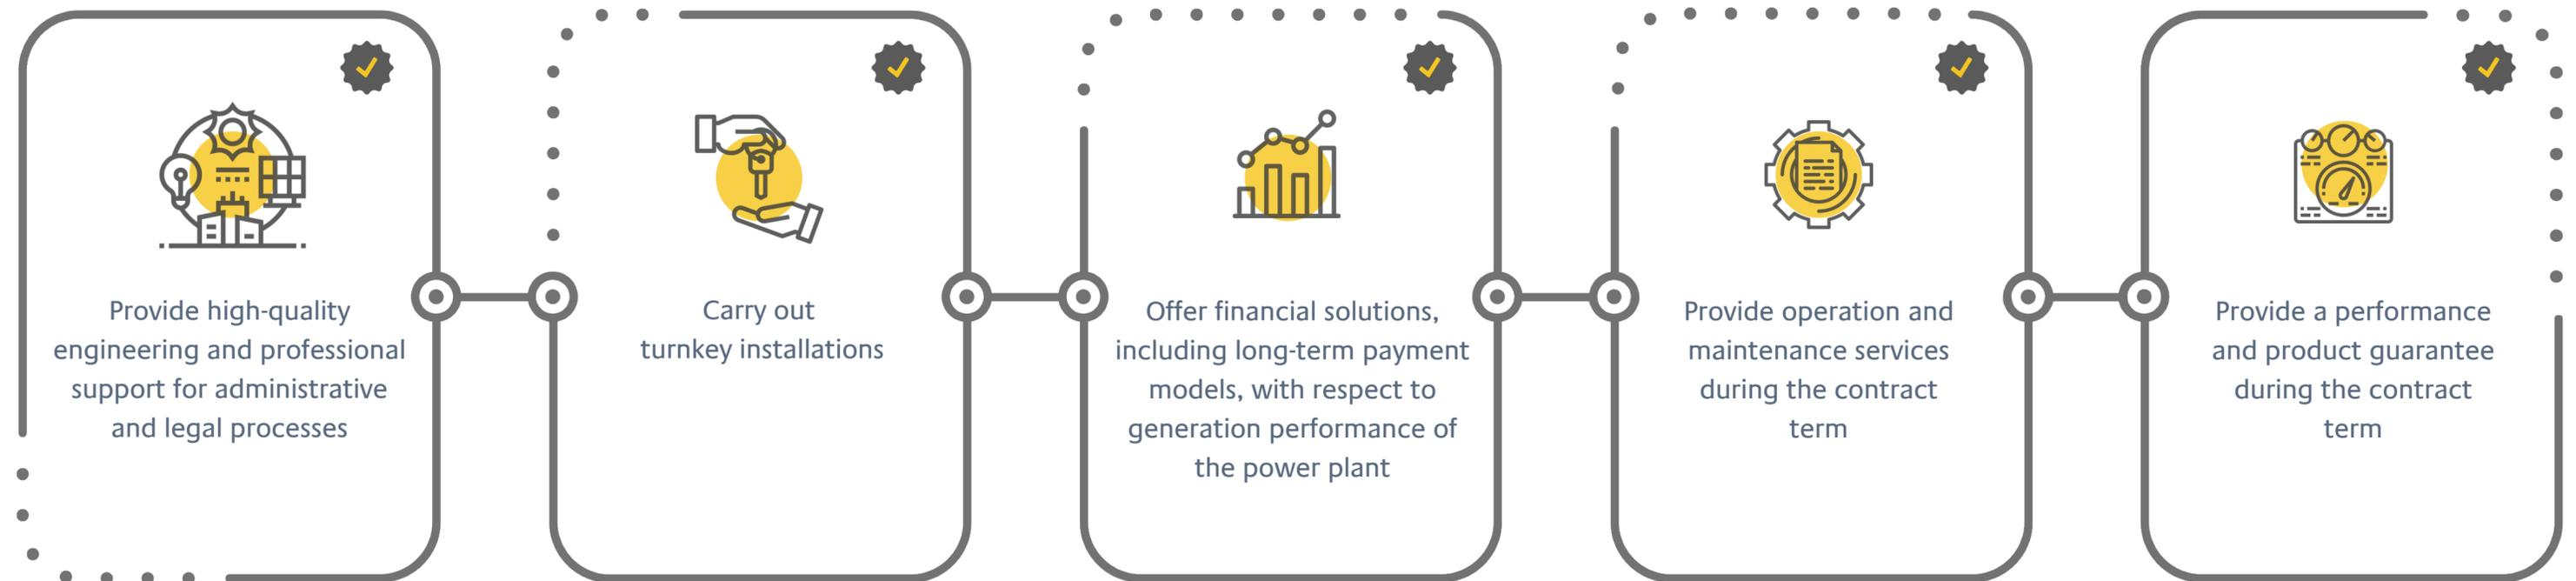 Provide high-quality
engineering and professional
support for administrative
and legal processes
Carry out
turnkey installations
Offer financial solutions,
including long-term payment
models, with respect to
generation performance of
the power plant
Provide operation and
maintenance services
during the contract
term
Provide a performance
and product guarantee
during the contract
term